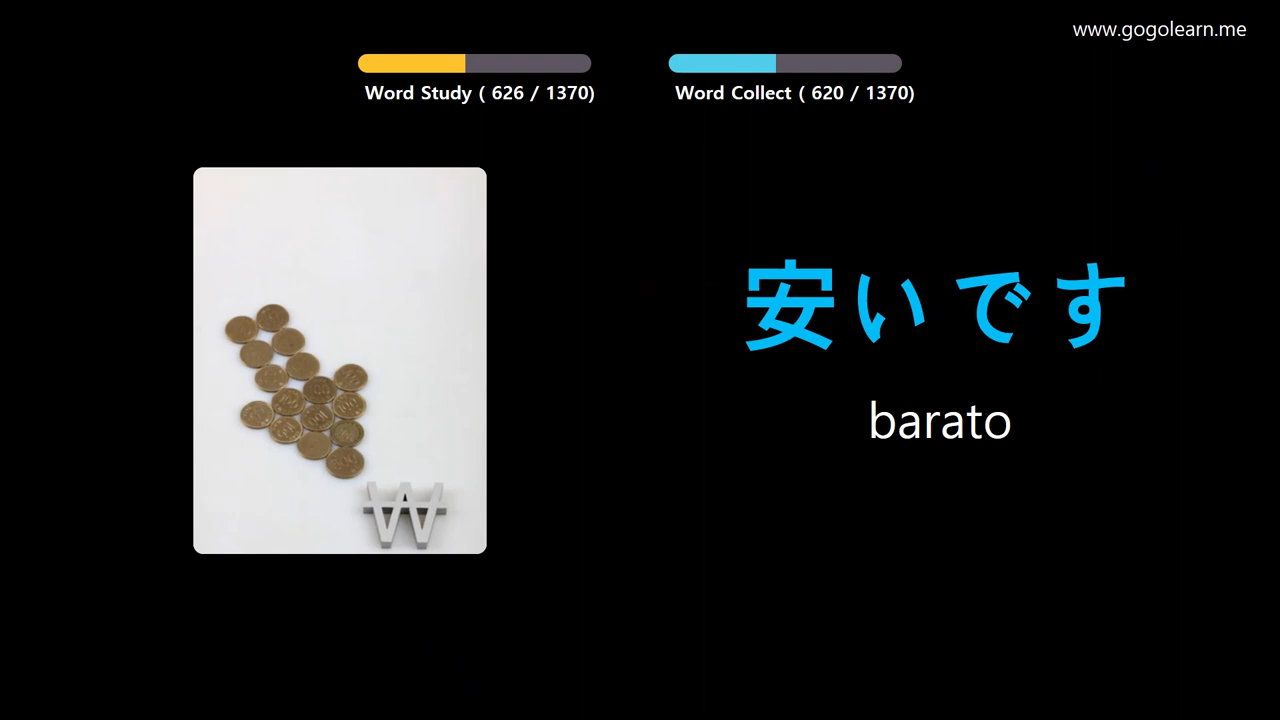 www.gogolearn.me
Word Study ( 626 / 1370)
Word Collect ( 620 / 1370)
安いです
barato
₩